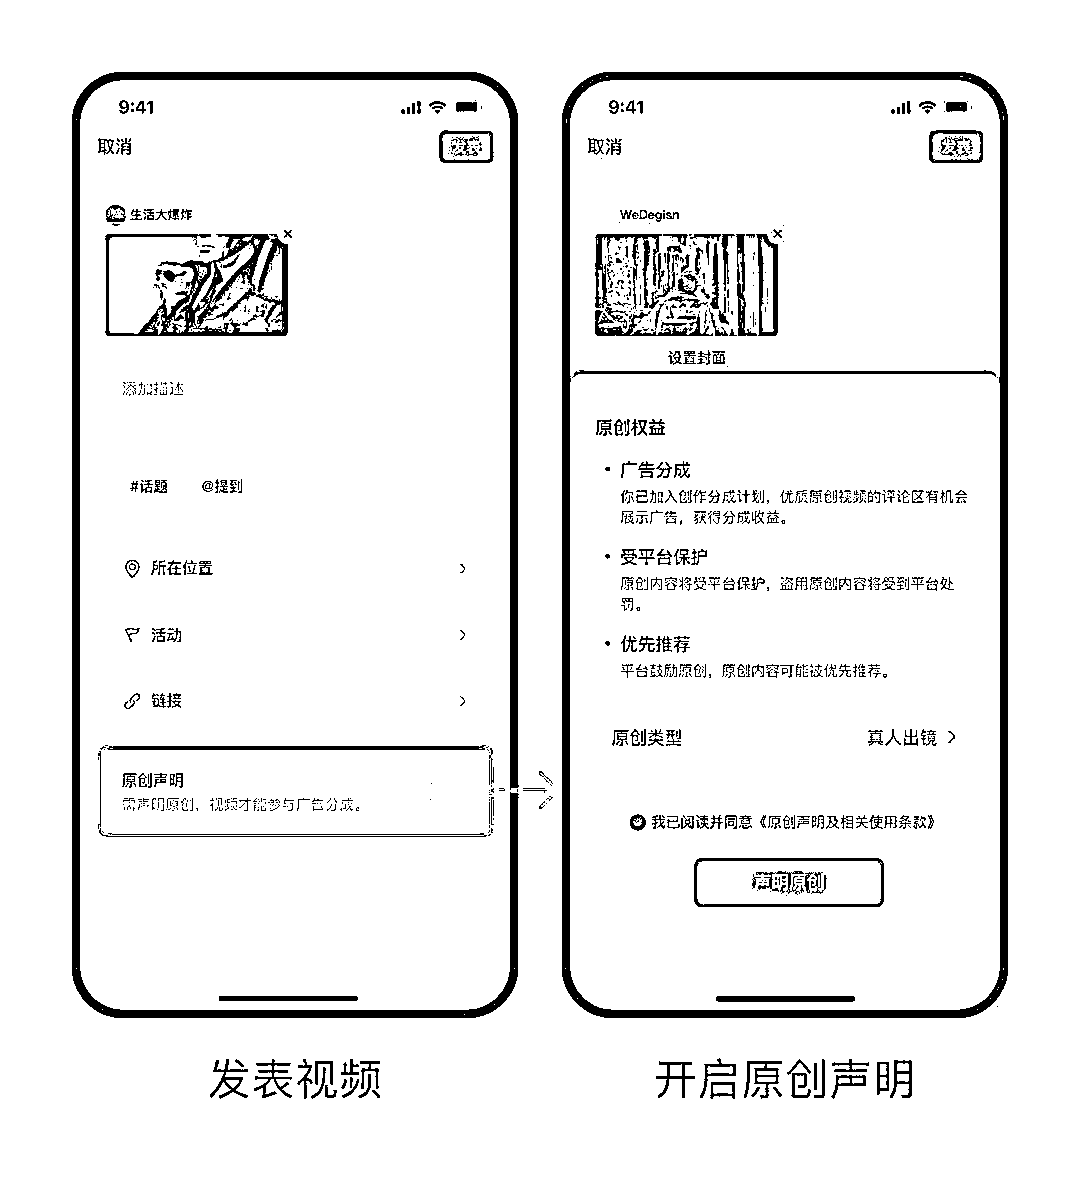 9:41
取消
发表
生活大爆炸
添加描述
#话题 @提到
所在位置
活动
链接
原创声明
需声明原创，视频才能参与广告分成。
发表视频
9:41
取消
发表
WeDegisn
设置封面
原创权益
· 广告分成
你已加入创作分成计划，优质原创视频的评论区有机会
展示广告，获得分成收益。
· 受平台保护
原创内容将受平台保护，盗用原创内容将受到平台处
罚。
· 优先推荐
平台鼓励原创，原创内容可能被优先推荐。
原创类型 真人出镜
我已阅读并同意《原创声明及相关使用条款》
声明原创
开启原创声明